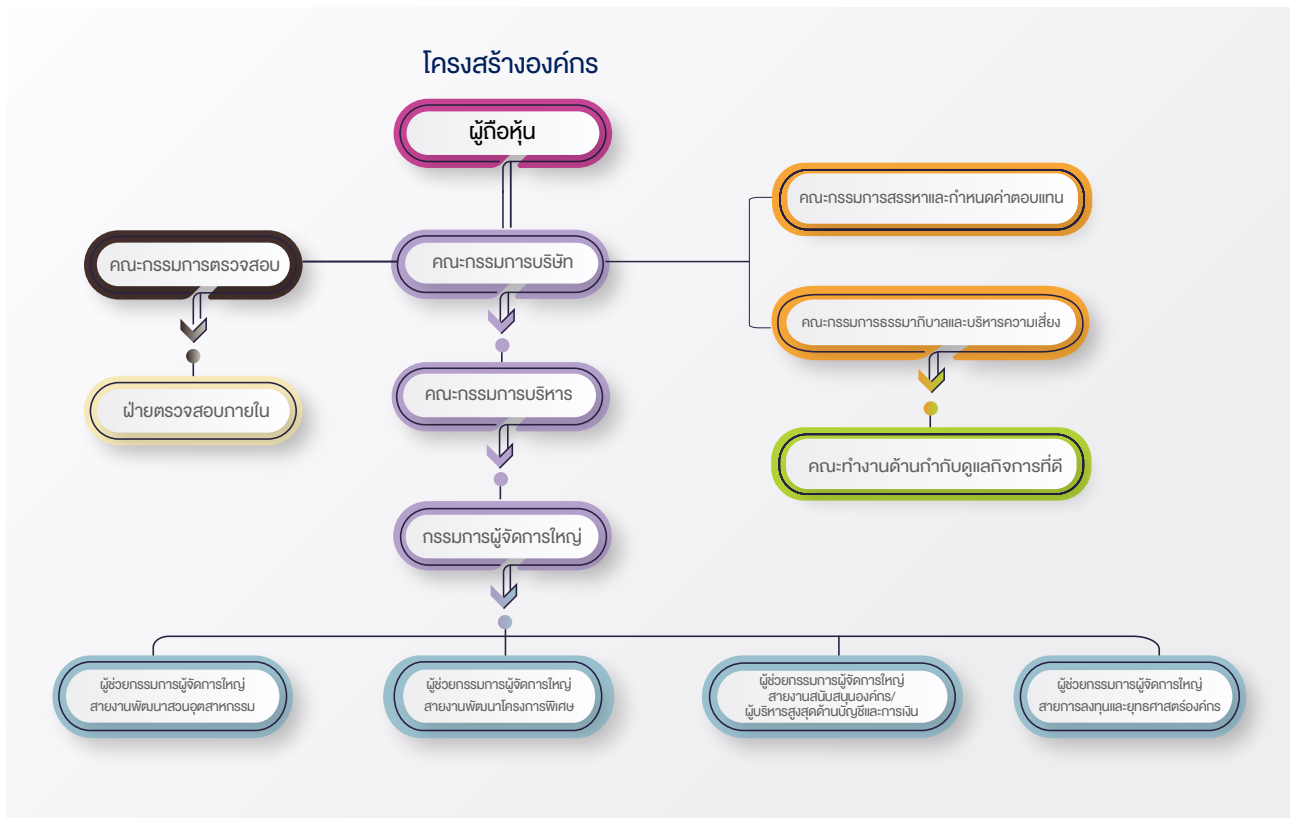 โครงสร้างองค์กร
ผู้ถือหุ้น
คณะกรรมการสรรหาและกำหนดค่าตอบแทน
คณะกรรมการตรวจสอบ
คณะกรรมการบริษัท
คณะกรรมการธรรมาภิบาลและบริหารความเสี่ยง
ฝ่ายตรวจสอบภายใน
คณะกรรมการบริหาร
คณะทำงานด้านกำกับดูแลกิจการที่ดี
กรรมการผู้จัดการใหญ่
ผู้ช่วยกรรมการผู้จัดการใหญ่
สายงานพัฒนาสวนอุตสาหกรรม
ผู้ช่วยกรรมการผู้จัดการใหญ่
สายงานพัฒนาโครงการพิเศษ
ผู้ช่วยกรรมการผู้จัดการใหญ่
สายงานสนับสนุนองค์กร/
ผู้บริหารสูงสุดด้านบัญชีและการเงิน
ผู้ช่วยกรรมการผู้จัดการใหญ่
สายการลงทุนและยุทธศาสตร์องค์กร